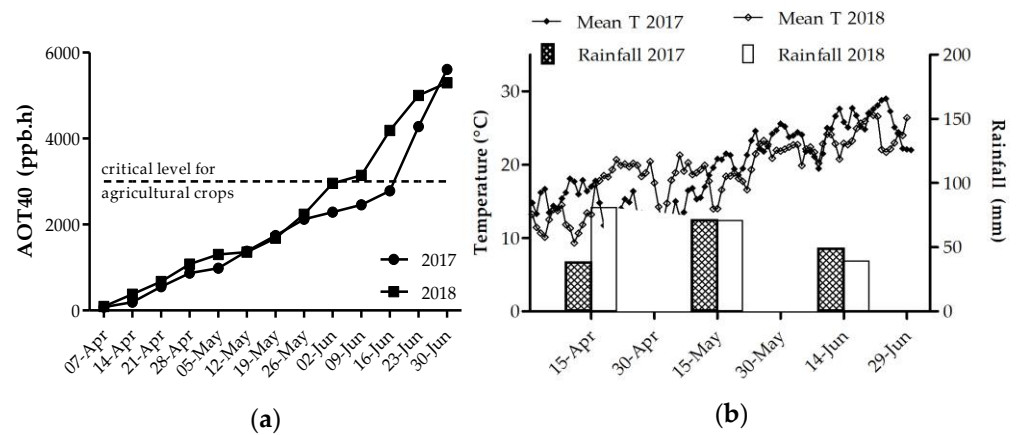 AOT40 (ppb.h)
6000
4000
2000
0
critical level for
agricultural crops
2017
2018
07-Apr
14-Apr
21-Apr
28-Apr
05-May
12-May
19-May
26-May
02-Jun
09-Jun
16-Jun
23-Jun
30-Jun
(a)
Mean T 2017
Mean T 2018
Rainfall 2017
Rainfall 2018
Temperature (°C)
30
20
10
0
200
150
100
50
0
Rainfall (mm)
15-Apr
30-Apr
15-May
30-May
14-Jun
29-Jun
(b)